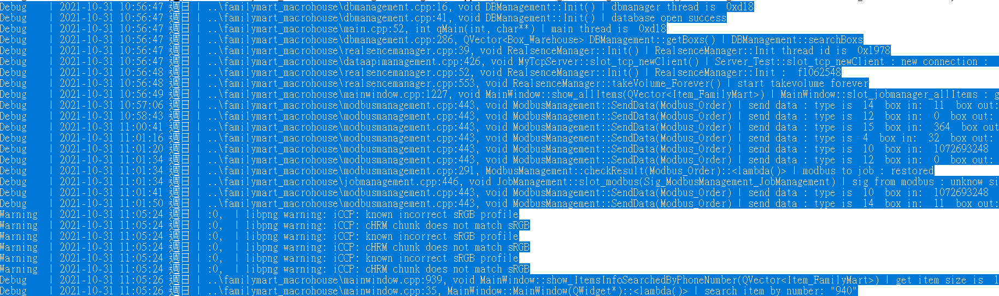 Debug | 2021-10-31 10:56:47 週日 | ..\familymart_macrohouse\dbmanagement.cpp:16, void DBManagement::Init() | dbmanager thread is 0xd18
Debug | 2021-10-31 10:56:47 週日 | ..\familymart_macrohouse\dbmanagement.cpp:41, void DBManagement::Init() | database open success
Debug | 2021-10-31 10:56:47 週日 | ..\familymart_macrohouse\main.cpp:52, int qMain(int, char**) | main thread is 0xd18
Debug | 2021-10-31 10:56:47 週日 | ..\familymart_macrohouse\dbmanagement.cpp:286, QVector<Box_Warehouse> DBManagement::getBoxs() | DBManagement::searchBoxs
Debug | 2021-10-31 10:56:47 週日 | ..\familymart_macrohouse\realsencemanager.cpp:39, void RealsenceManager::Init() | RealsenceManager::Init thread id is 0x1978
Debug | 2021-10-31 10:56:47 週日 | ..\familymart_macrohouse\dataapimanagement.cpp:426, void MyTcpServer::slot_tcp_newClient() | Server_Test::slot_tcp_newClient : new connection :
Debug | 2021-10-31 10:56:48 週日 | ..\familymart_macrohouse\realsencemanager.cpp:52, void RealsenceManager::Init() | RealsenceManager::Init : f1062548
Debug | 2021-10-31 10:56:48 週日 | ..\familymart_macrohouse\realsencemanager.cpp:553, void RealsenceManager::takeVolume_Forever() | start takevolume forever
Debug | 2021-10-31 10:56:49 週日 | ..\familymart_macrohouse\mainwindow.cpp:1227, void MainWindow::show_allItems(QVector<Item_FamilyMart>) | MainWindow::slot_jobmanager_allItems : g
Debug | 2021-10-31 10:57:06 週日 | ..\familymart_macrohouse\modbusmanagement.cpp:443, void ModbusManagement::SendData(Modbus_Order) | send data : type is 14 box in: 11 box out:
Debug | 2021-10-31 10:58:43 週日 | ..\familymart_macrohouse\modbusmanagement.cpp:443, void ModbusManagement::SendData(Modbus_Order) | send data : type is 12 box in: 0 box out:
Debug | 2021-10-31 11:00:41 週日 | ..\familymart_macrohouse\modbusmanagement.cpp:443, void ModbusManagement::SendData(Modbus_Order) | send data : type is 15 box in: 364 box out
Debug | 2021-10-31 11:01:16 週日 | ..\familymart_macrohouse\modbusmanagement.cpp:443, void ModbusManagement::SendData(Modbus_Order) | send data : type is 4 box in: 32 box out:
Debug | 2021-10-31 11:01:20 週日 | ..\familymart_macrohouse\modbusmanagement.cpp:443, void ModbusManagement::SendData(Modbus_Order) | send data : type is 10 box in: 1072693248
Debug | 2021-10-31 11:01:34 週日 | ..\familymart_macrohouse\modbusmanagement.cpp:443, void ModbusManagement::SendData(Modbus_Order) | send data : type is 12 box in: 0 box out:
Debug | 2021-10-31 11:01:34 週日 | ..\familymart_macrohouse\modbusmanagement.cpp:291, ModbusManagement::checkResult(Modbus_Order)::<lambda()> | modbus to job : restored
Debug | 2021-10-31 11:01:34 週日 | ..\familymart_macrohouse\jobmanagement.cpp:446, void JobManagement::slot_modbus(Sig_ModbusManagement_JobManagement) | sig from modbus : unknow si
Debug | 2021-10-31 11:01:41 週日 | ..\familymart_macrohouse\modbusmanagement.cpp:443, void ModbusManagement::SendData(Modbus_Order) | send data : type is 10 box in: 1072693248
Debug | 2021-10-31 11:01:50 週日 | ..\familymart_macrohouse\modbusmanagement.cpp:443, void ModbusManagement::SendData(Modbus_Order) | send data : type is 14 box in: 11 box out:
Warning | 2021-10-31 11:05:24 週日 | :0, | libpng warning: iCCP: known incorrect sRGB profile
Warning | 2021-10-31 11:05:24 週日 | :0, | libpng warning: iCCP: cHRM chunk does not match sRGB
Warning | 2021-10-31 11:05:24 週日 | :0, | libpng warning: iCCP: known incorrect sRGB profile
Warning | 2021-10-31 11:05:24 週日 | :0, | libpng warning: iCCP: cHRM chunk does not match sRGB
Warning | 2021-10-31 11:05:24 週日 | :0, | libpng warning: iCCP: known incorrect sRGB profile
Warning | 2021-10-31 11:05:24 週日 | :0, | libpng warning: iCCP: cHRM chunk does not match sRGB
Debug | 2021-10-31 11:05:26 週日 | ..\familymart_macrohouse\mainwindow.cpp:939, void MainWindow::show_ItemsInfoSearchedByPhoneNumber(QVector<Item_FamilyMart>) | get item size is 1
Debug | 2021-10-31 11:05:26 週日 | ..\familymart_macrohouse\mainwindow.cpp:35, MainWindow::MainWindow(QWidget*)::<lambda()> | search item by number: "940"